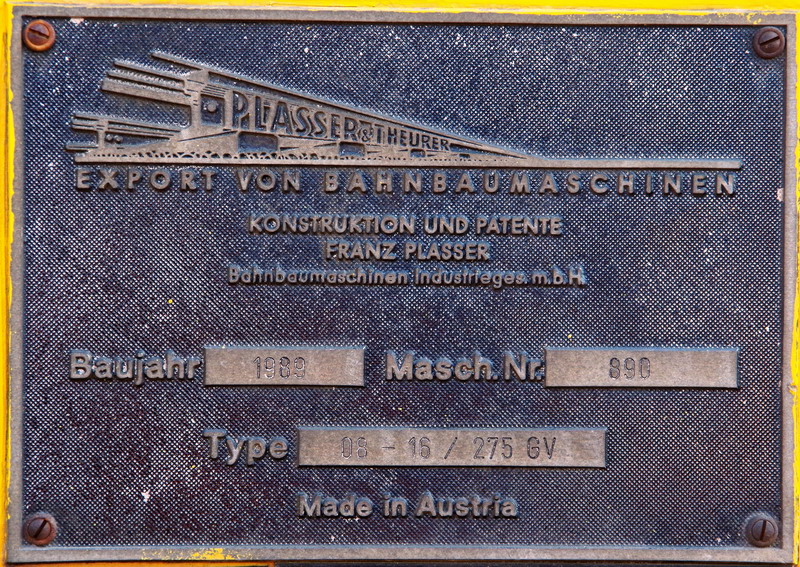 PLASSER & THEURER
EXPORT VON BAHNBAUMASCHINEN
KONSTRUKTION UND PATENTE
FRANZ PLASSER
Bahnbaumaschinen Industrieges. m.b.H.
Baujahr 1989 Masch. Nr. 890
Type 08 - 16 / 275 GV
Made in Austria